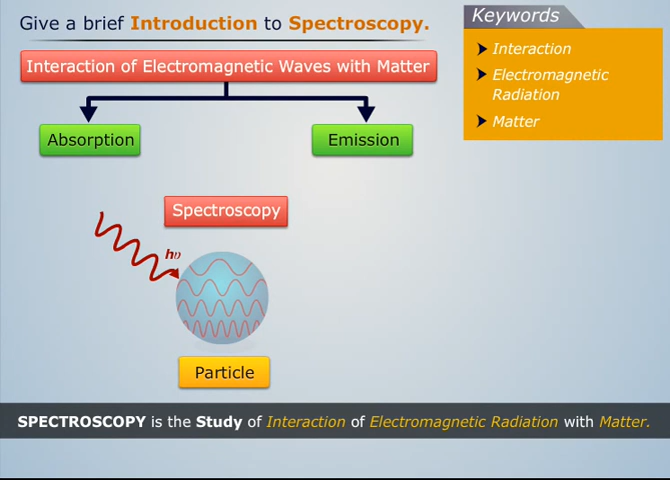 Give a brief Introduction to Spectroscopy.
Keywords
Interaction of Electromagnetic Waves with Matter
Interaction
Electromagnetic
Radiation
Matter
Absorption
Emission
Spectroscopy
hυ
Particle
SPECTROSCOPY is the Study of Interaction of Electromagnetic Radiation with Matter.